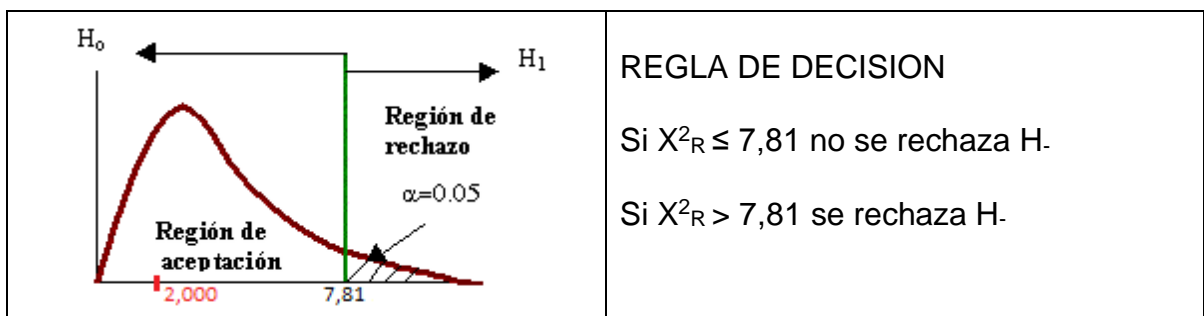 H₀
H₁
Región de
rechazo
α=0.05
Región de
aceptación
2,000
7,81
REGLA DE DECISION
Si X²R ≤ 7,81 no se rechaza H-
Si X²R > 7,81 se rechaza H-